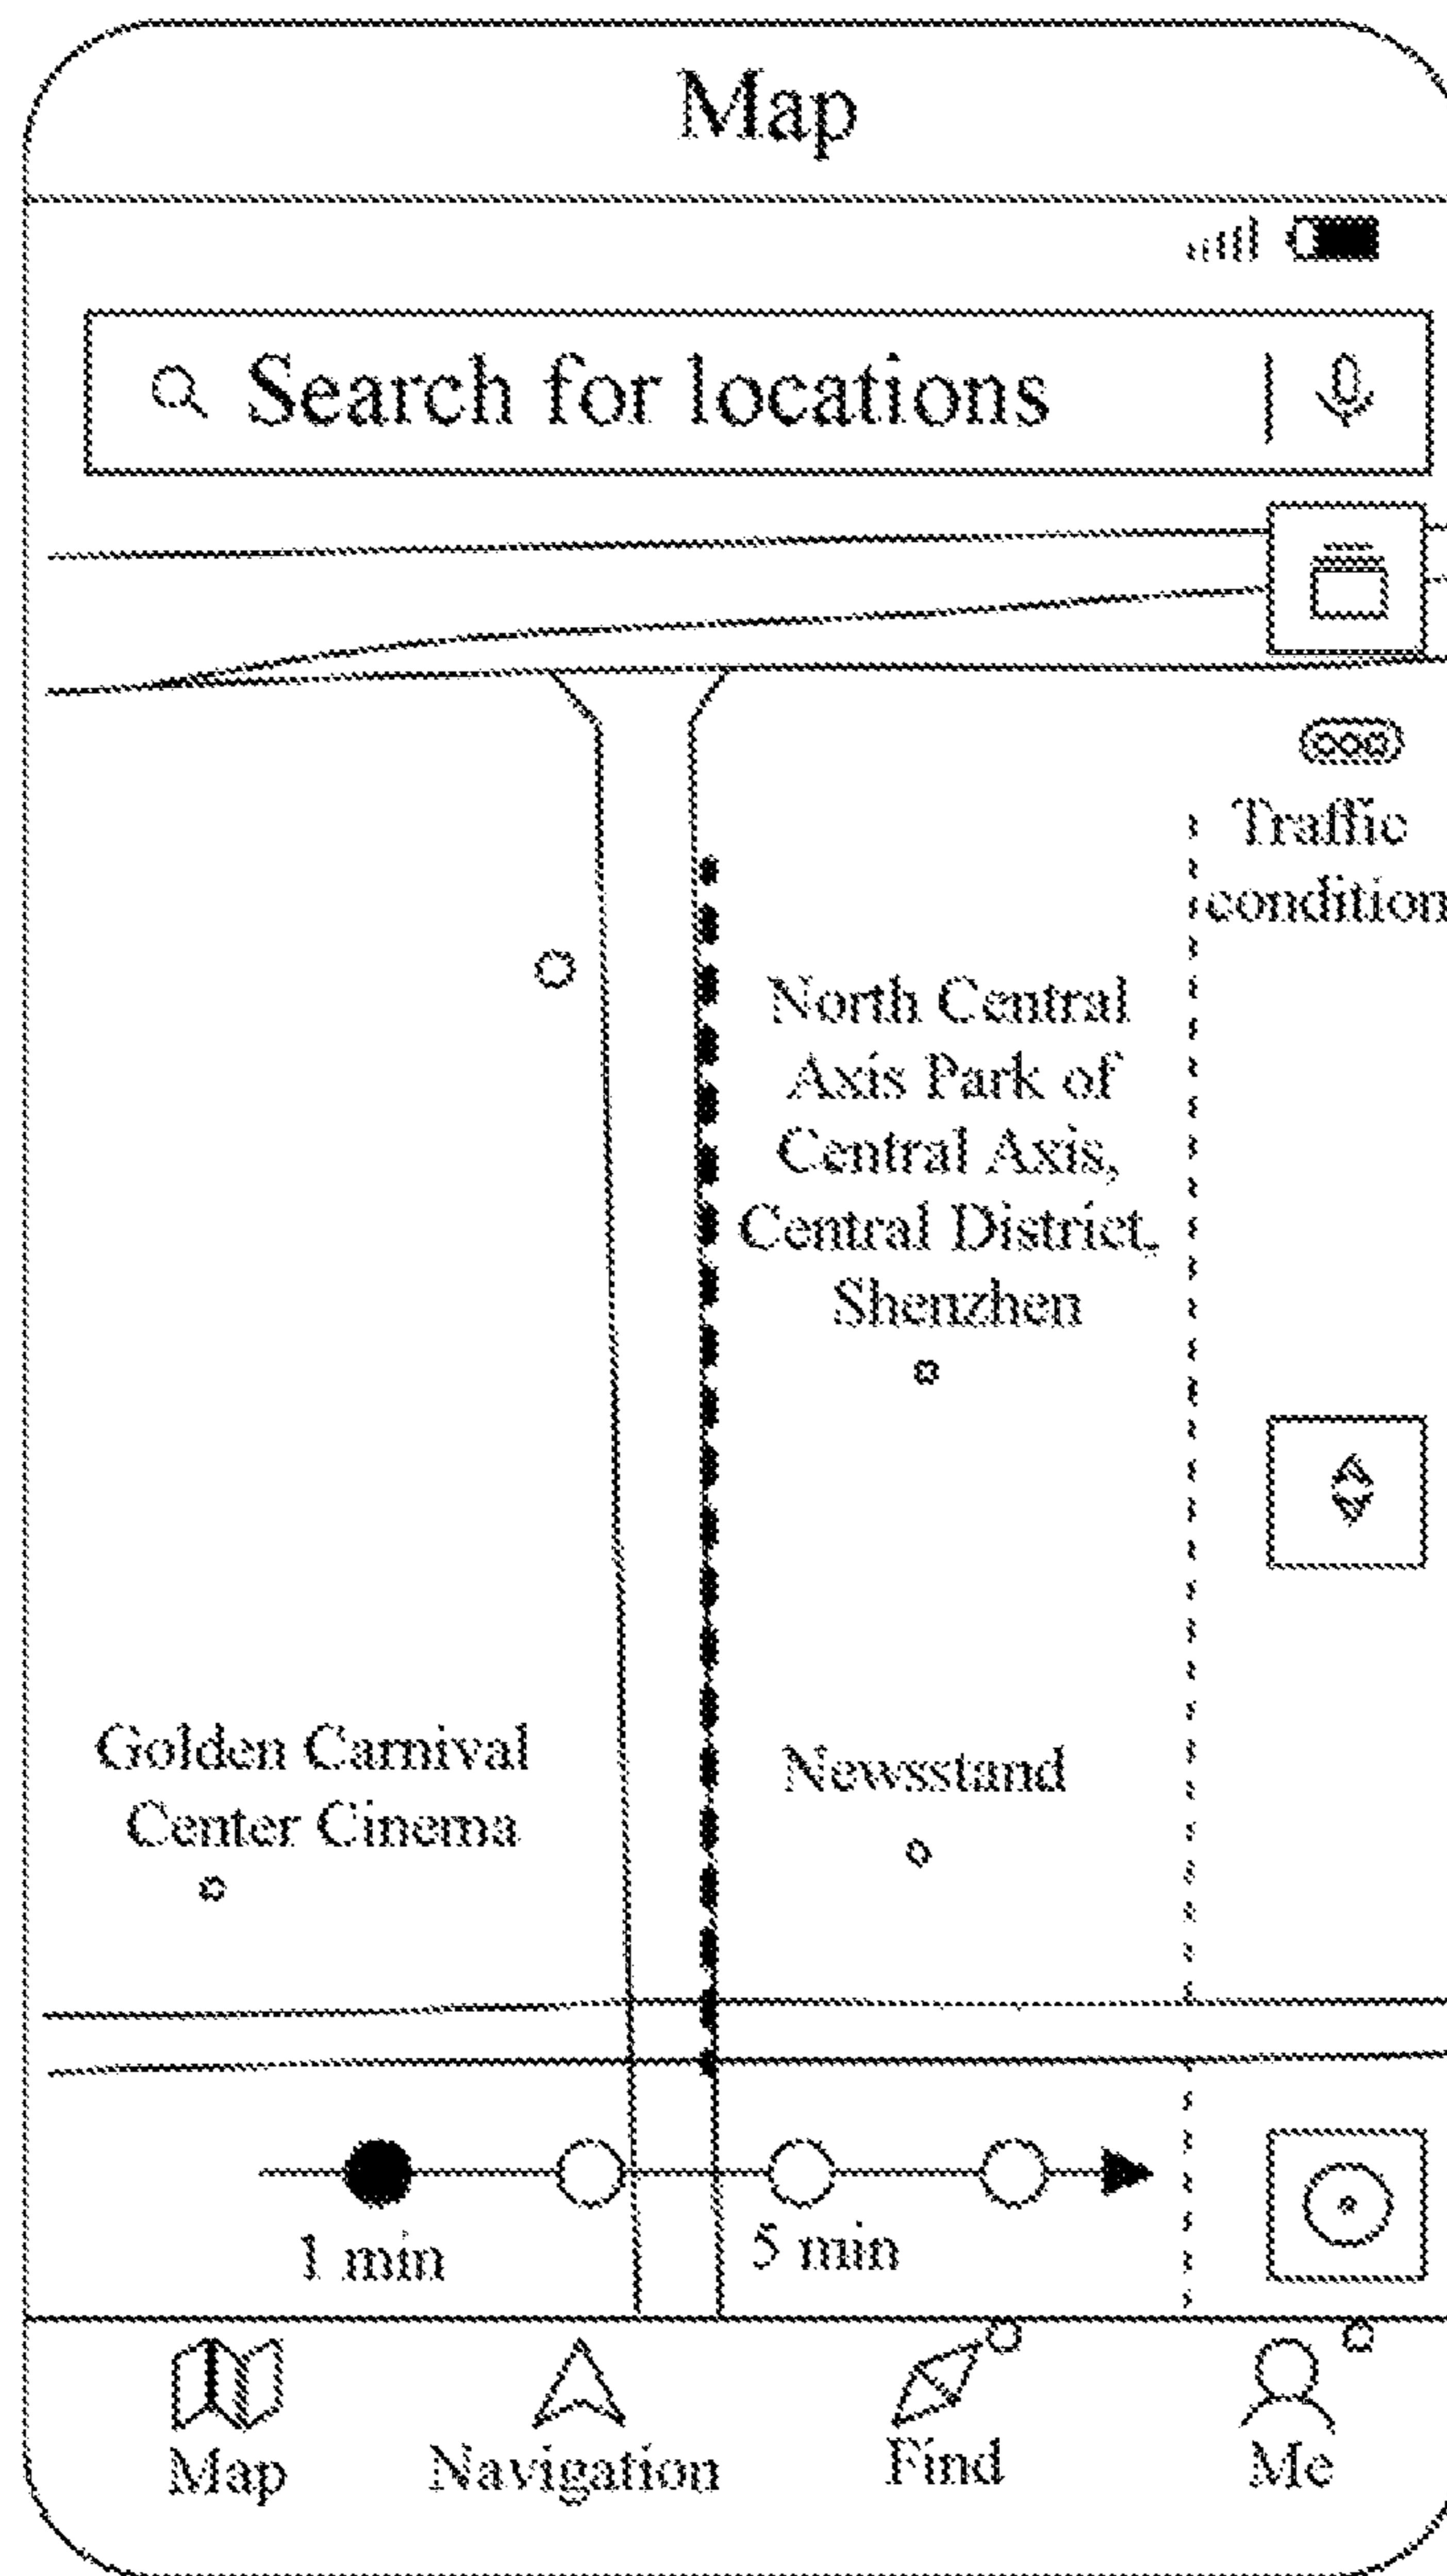 Map
Search for locations
Traffic
condition
North Central
Axis Park of
Central Axis,
Central District,
Shenzhen
Golden Carnival
Center Cinema
Newsstand
1 min
5 min
Map
Navigation
Find
Me